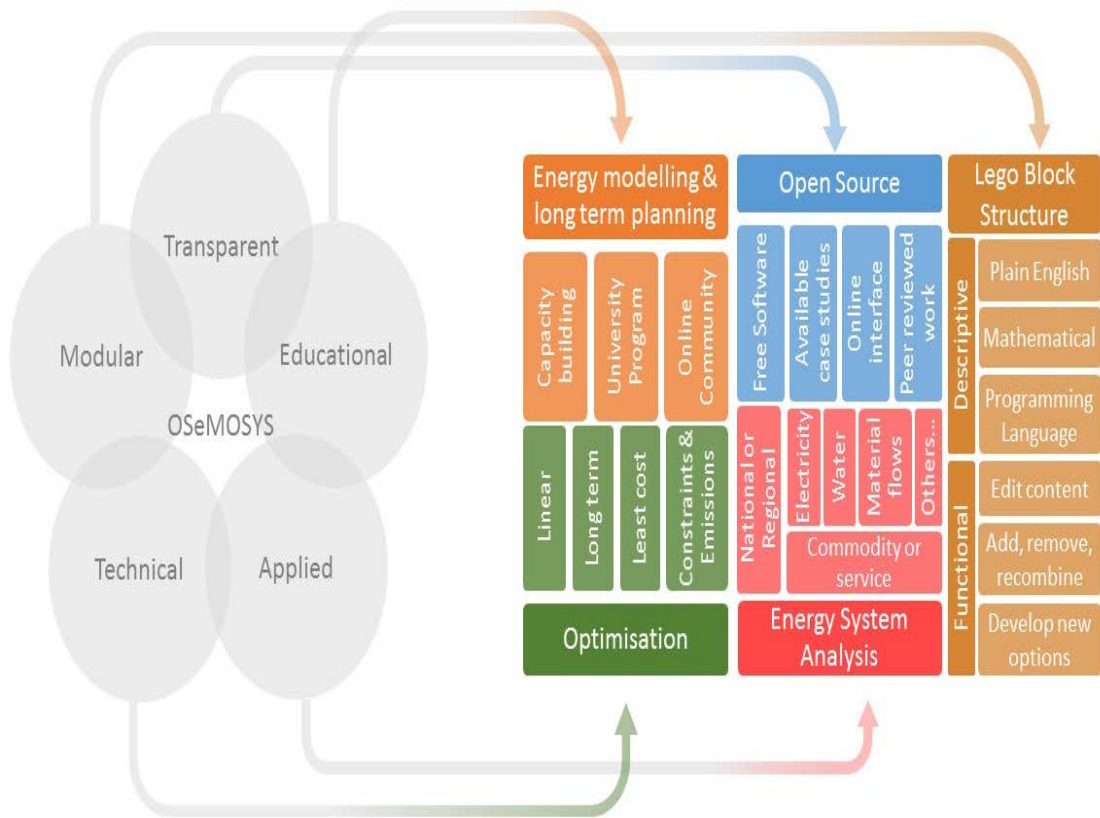 Transparent
Modular
Educational
OSeMOSYS
Technical
Applied
Energy modelling &
long term planning
Capacity
building
University
Program
Online
Community
Linear
Long term
Least cost
Constraints &
Emissions
Optimisation
Open Source
Free Software
Available
case studies
Online
interface
Peer reviewed
work
National or
Regional
Electricity
Water
Material
flows
Others...
Commodity or
service
Energy System
Analysis
Lego Block
Structure
Descriptive
Plain English
Mathematical
Programming
Language
Functional
Edit content
Add, remove,
recombine
Develop new
options